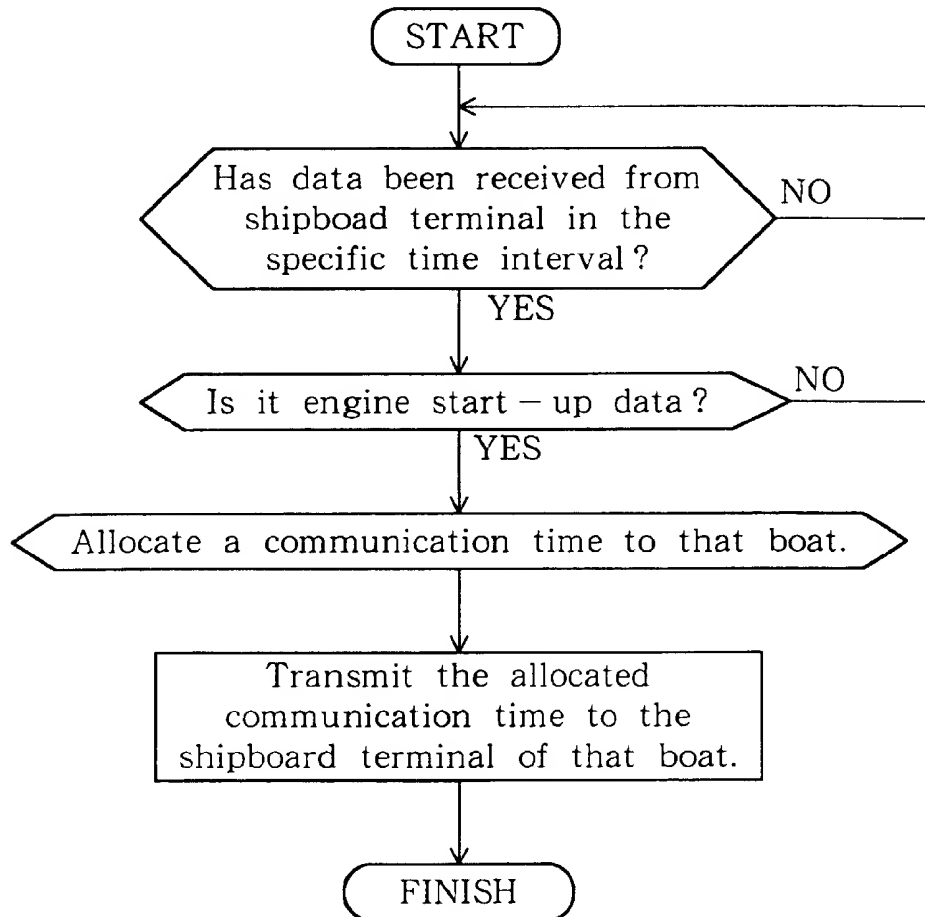 START
Has data been received from
shipboad terminal in the
specific time interval?
NO
YES
Is it engine start-up data?
NO
YES
Allocate a communication time to that boat.
Transmit the allocated
communication time to the
shipboard terminal of that boat.
FINISH